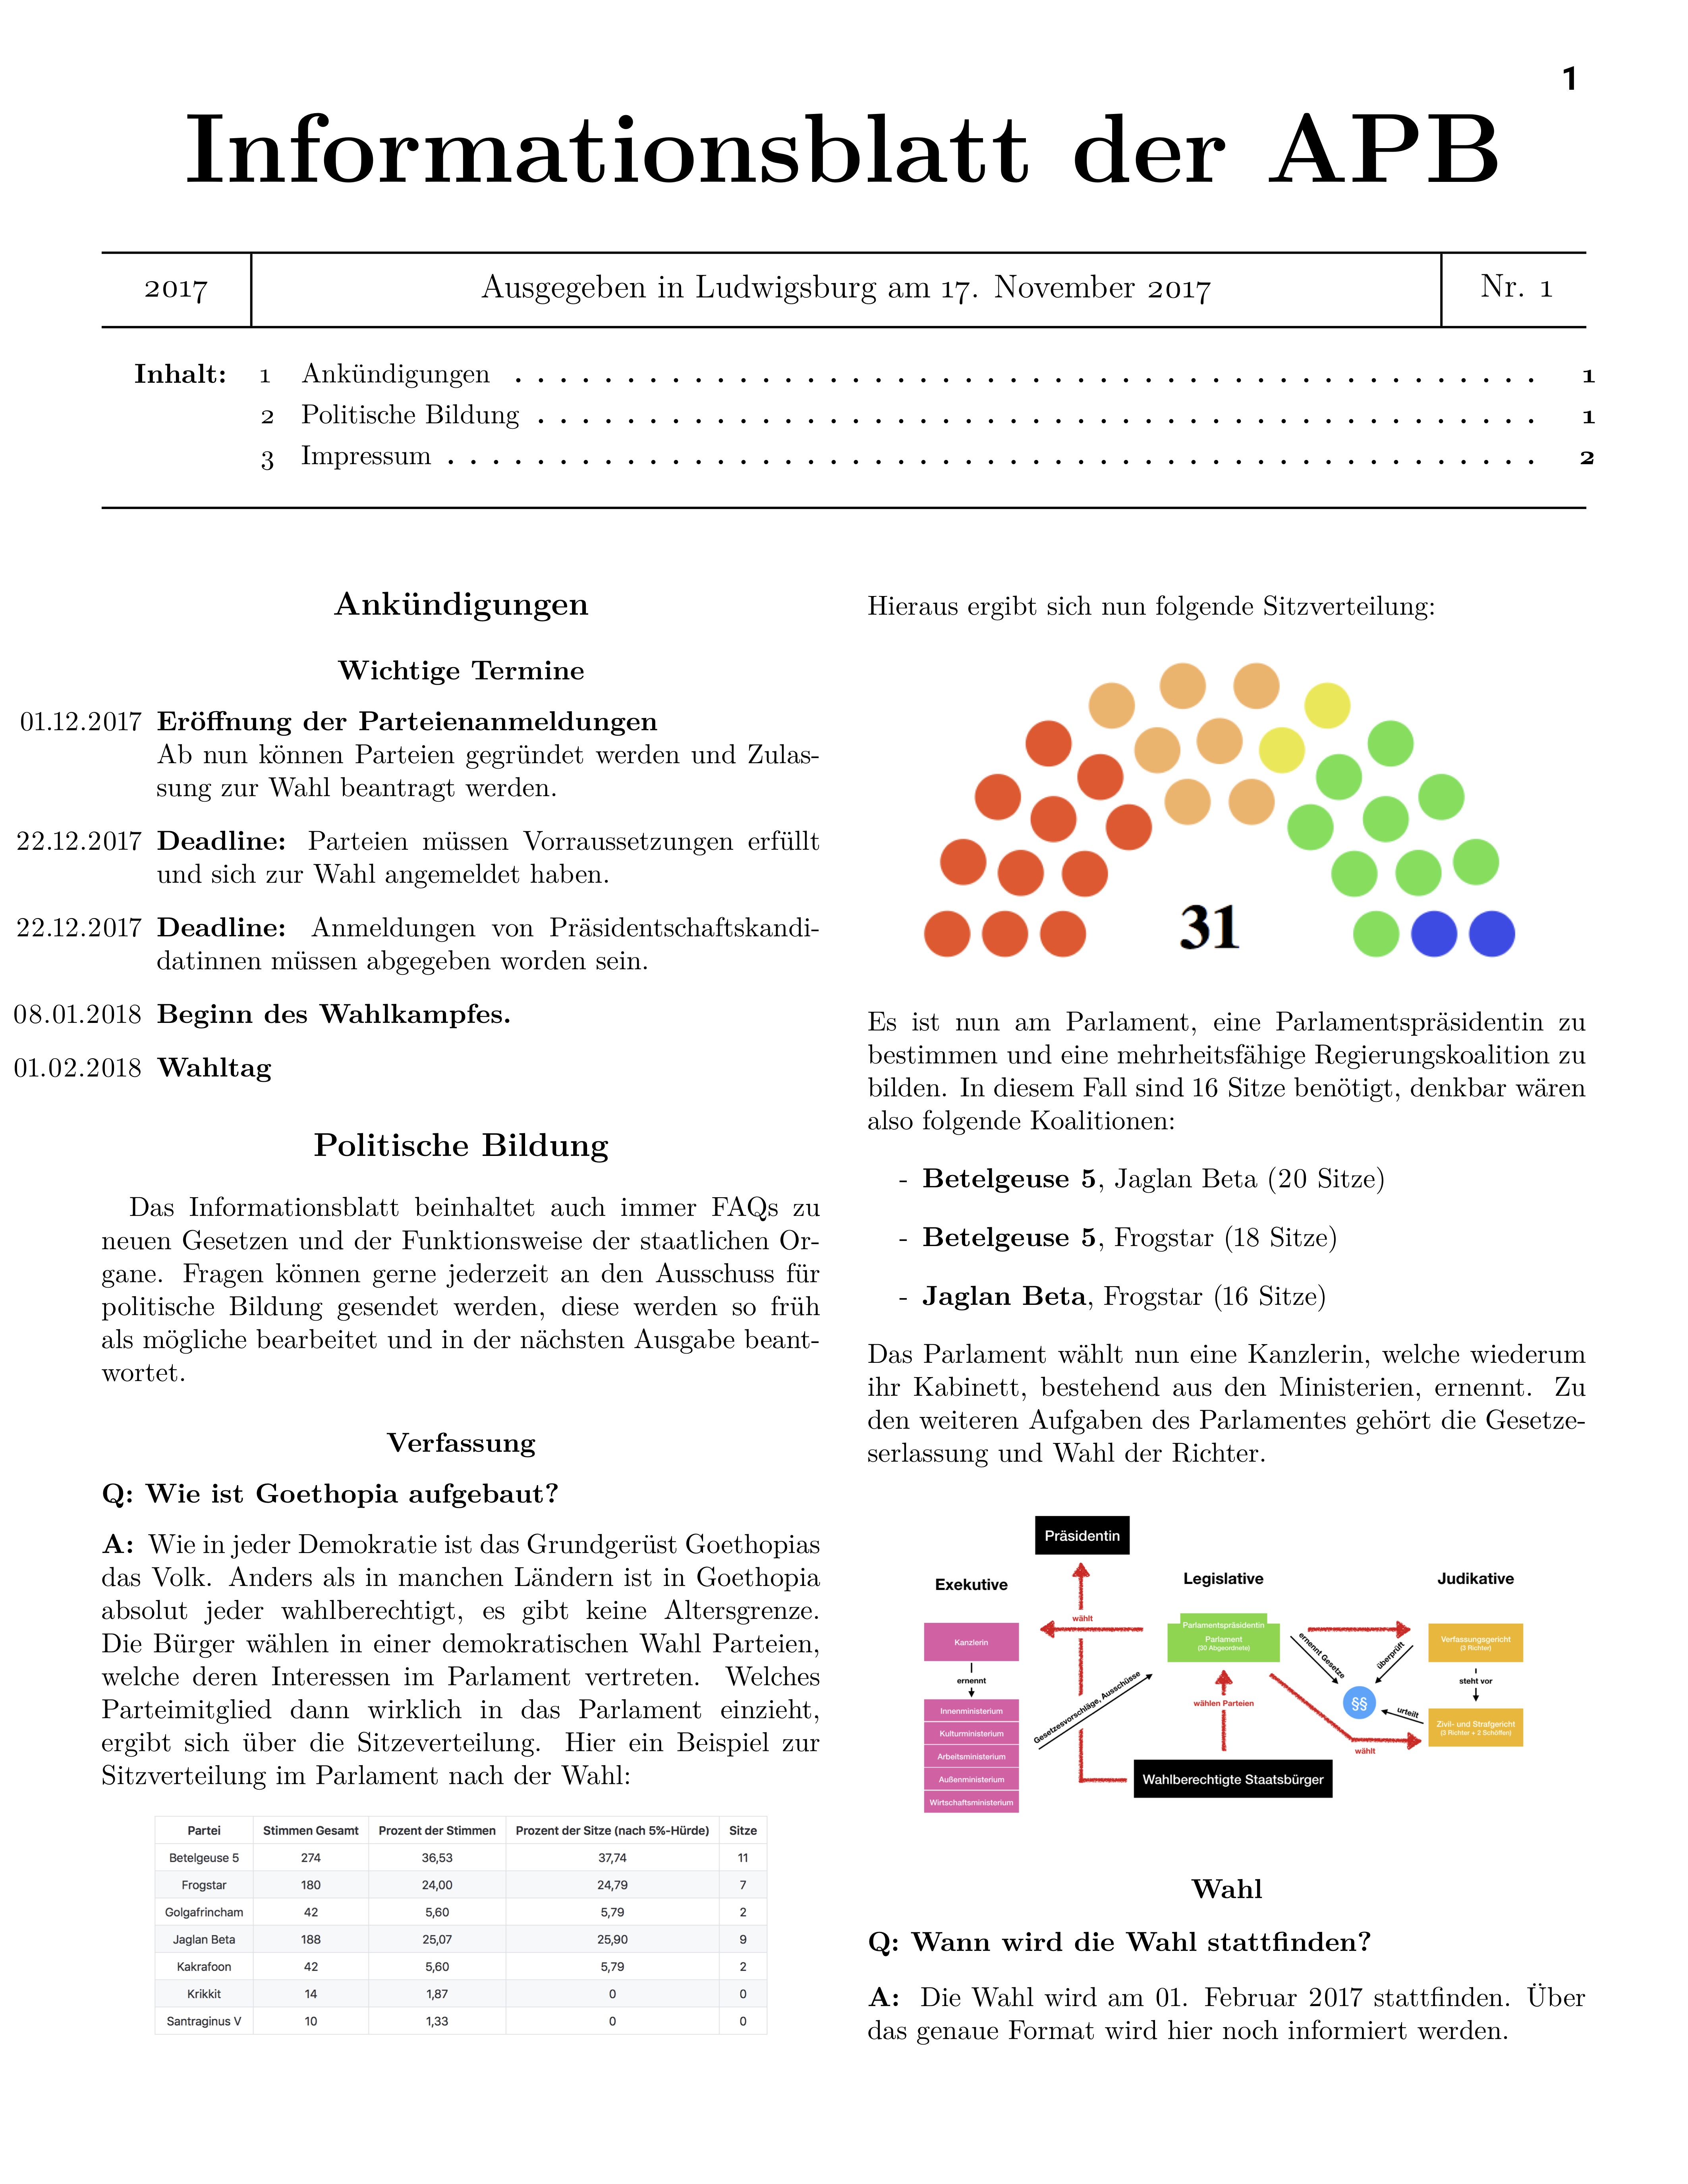 1
Informationsblatt der APB
2017 Ausgegeben in Ludwigsburg am 17. November 2017 Nr. 1
Inhalt: 1 Ankündigungen . . . . . . . . . . . . . . . . . . . . . . . . . . . . . . . . . . . . . . . . . . . . . . 1
2 Politische Bildung . . . . . . . . . . . . . . . . . . . . . . . . . . . . . . . . . . . . . . . . . . . . . 1
3 Impressum . . . . . . . . . . . . . . . . . . . . . . . . . . . . . . . . . . . . . . . . . . . . . . . . . 2
Ankündigungen
Wichtige Termine
01.12.2017 Eröffnung der Parteienanmeldungen
Ab nun können Parteien gegründet werden und Zulas-
sung zur Wahl beantragt werden.
22.12.2017 Deadline: Parteien müssen Vorraussetzungen erfüllt
und sich zur Wahl angemeldet haben.
22.12.2017 Deadline: Anmeldungen von Präsidentschaftskandi-
datinnen müssen abgegeben worden sein.
08.01.2018 Beginn des Wahlkampfes.
01.02.2018 Wahltag
Politische Bildung
Das Informationsblatt beinhaltet auch immer FAQs zu
neuen Gesetzen und der Funktionsweise der staatlichen Or-
gane. Fragen können gerne jederzeit an den Ausschuss für
politische Bildung gesendet werden, diese werden so früh
als mögliche bearbeitet und in der nächsten Ausgabe beant-
wortet.
Verfassung
Q: Wie ist Goethopia aufgebaut?
A: Wie in jeder Demokratie ist das Grundgerüst Goethopias
das Volk. Anders als in manchen Ländern ist in Goethopia
absolut jeder wahlberechtigt, es gibt keine Altersgrenze.
Die Bürger wählen in einer demokratischen Wahl Parteien,
welche deren Interessen im Parlament vertreten. Welches
Parteimitglied dann wirklich in das Parlament einzieht,
ergibt sich über die Sitzeverteilung. Hier ein Beispiel zur
Sitzverteilung im Parlament nach der Wahl:
Partei Stimmen Gesamt Prozent der Stimmen Prozent der Sitze (nach 5%-Hürde) Sitze
Betelgeuse 5 274 36,53 37,74 11
Frogstar 180 24,00 24,79 7
Golgafrincham 42 5,60 5,79 2
Jaglan Beta 188 25,07 25,90 9
Kakrafoon 42 5,60 5,79 2
Krikkit 14 1,87 0 0
Santraginus V 10 1,33 0 0
Hieraus ergibt sich nun folgende Sitzverteilung:
31
Es ist nun am Parlament, eine Parlamentspräsidentin zu
bestimmen und eine mehrheitsfähige Regierungskoalition zu
bilden. In diesem Fall sind 16 Sitze benötigt, denkbar wären
also folgende Koalitionen:
- Betelgeuse 5, Jaglan Beta (20 Sitze)
- Betelgeuse 5, Frogstar (18 Sitze)
- Jaglan Beta, Frogstar (16 Sitze)
Das Parlament wählt nun eine Kanzlerin, welche wiederum
ihr Kabinett, bestehend aus den Ministerien, ernennt. Zu
den weiteren Aufgaben des Parlamentes gehört die Gesetze-
serlassung und Wahl der Richter.
Präsidentin
Exekutive Legislative Judikative
wählt
Kanzlerin
Parlamentspräsidentin
Parlament
(30 Abgeordnete)
ernennt Gesetze
überprüft
Verfassungsgericht
(3 Richter)
ernennt
steht vor
Innenministerium
Kulturministerium
Arbeitsministerium
Außenministerium
Wirtschaftsministerium
Gesetzesvorschläge, Ausschüsse
wählen Parteien
§§
urteilt
Zivil- und Strafgericht
(3 Richter + 2 Schöffen)
wählt
Wahlberechtigte Staatsbürger
Wahl
Q: Wann wird die Wahl stattfinden?
A: Die Wahl wird am 01. Februar 2017 stattfinden. Über
das genaue Format wird hier noch informiert werden.